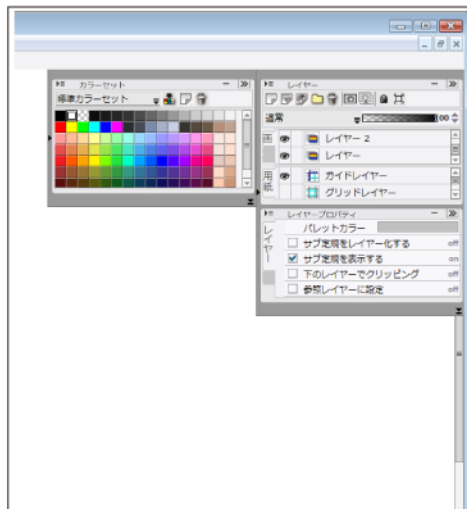 カラーセット
標準カラーセット
レイヤー
通常
00
画
レイヤー 2
レイヤー
用紙
ガイドレイヤー
グリッドレイヤー
レイヤープロパティ
レイヤー
パレットカラー
サブ定規をレイヤー化する off
サブ定規を表示する on
下のレイヤーでクリッピング off
参照レイヤーに設定 off